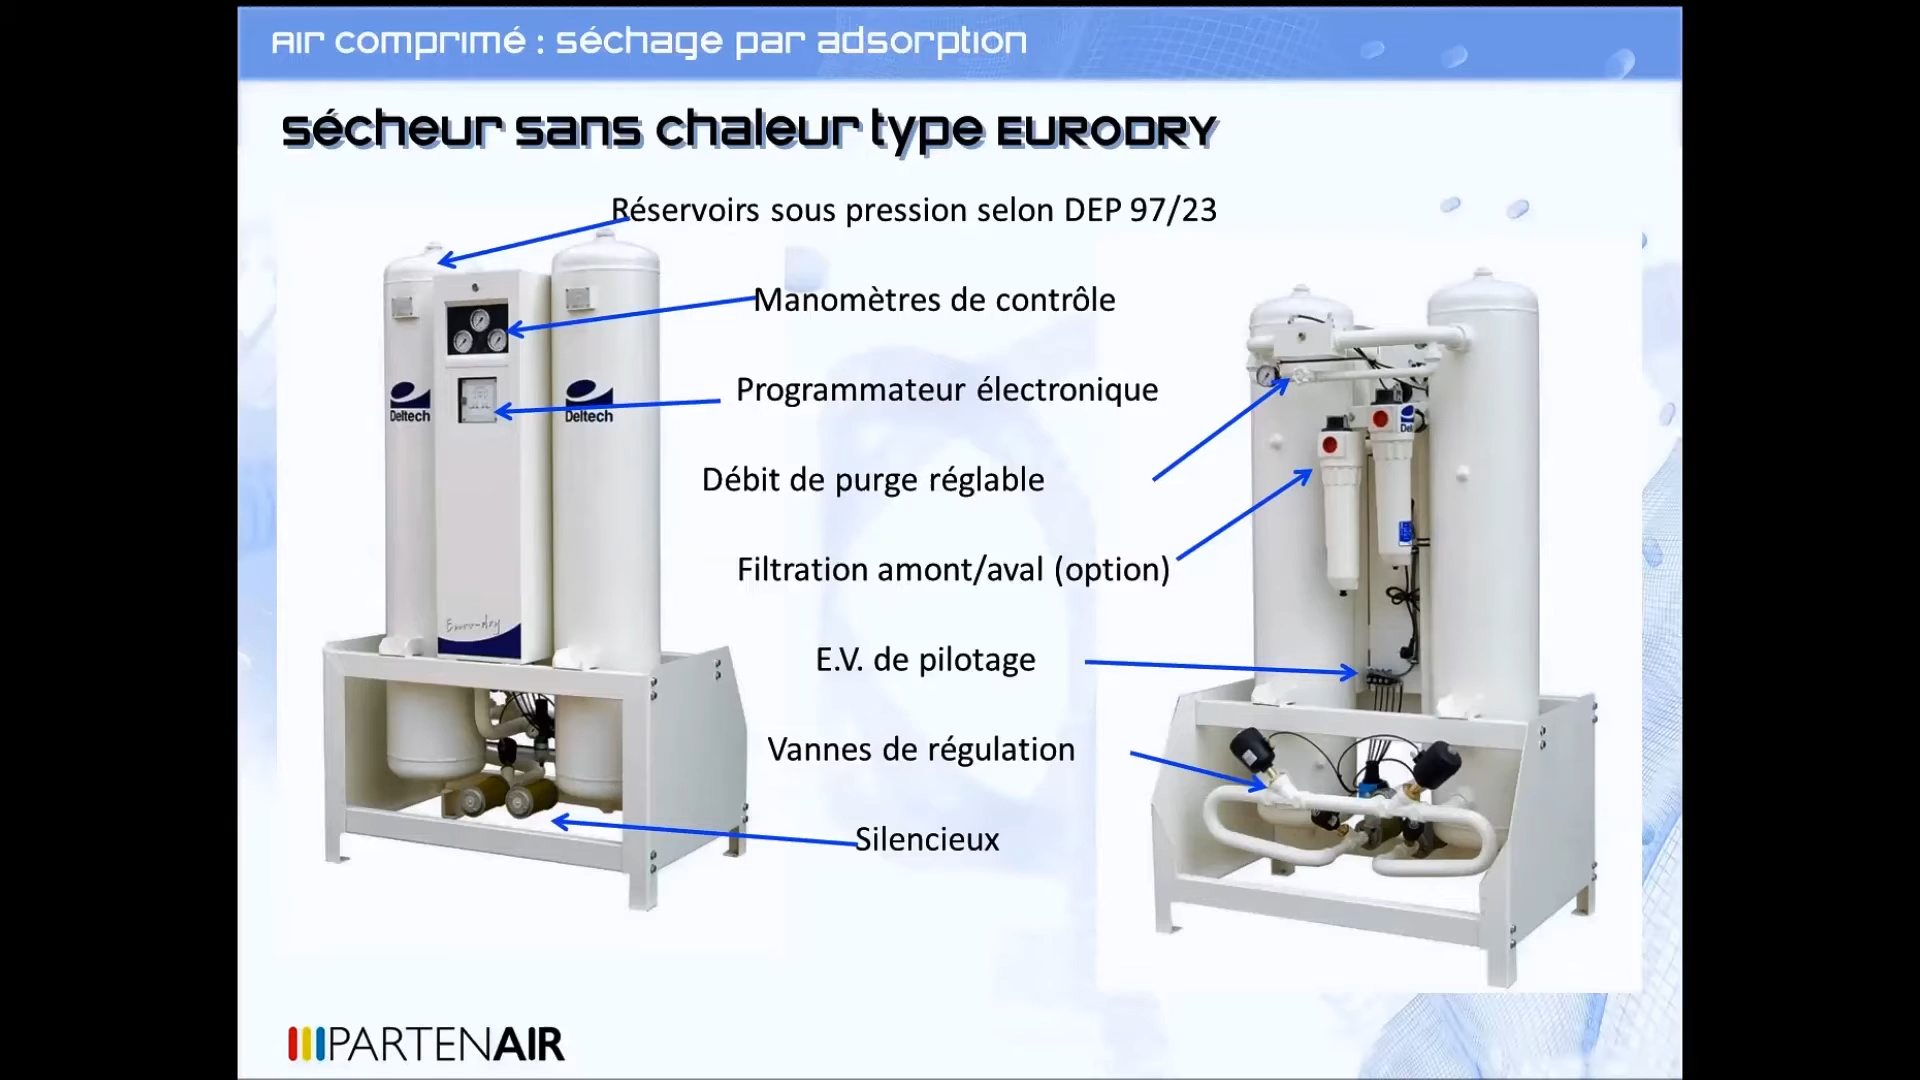 Air comprimé : séchage par adsorption
sécheur sans chaleur type EURODRY
Réservoirs sous pression selon DEP 97/23
Manomètres de contrôle
Programmateur électronique
Deltech
Deltech
Débit de purge réglable
Filtration amont/aval (option)
Euro-dry
E.V. de pilotage
Vannes de régulation
Silencieux
PARTENAIR